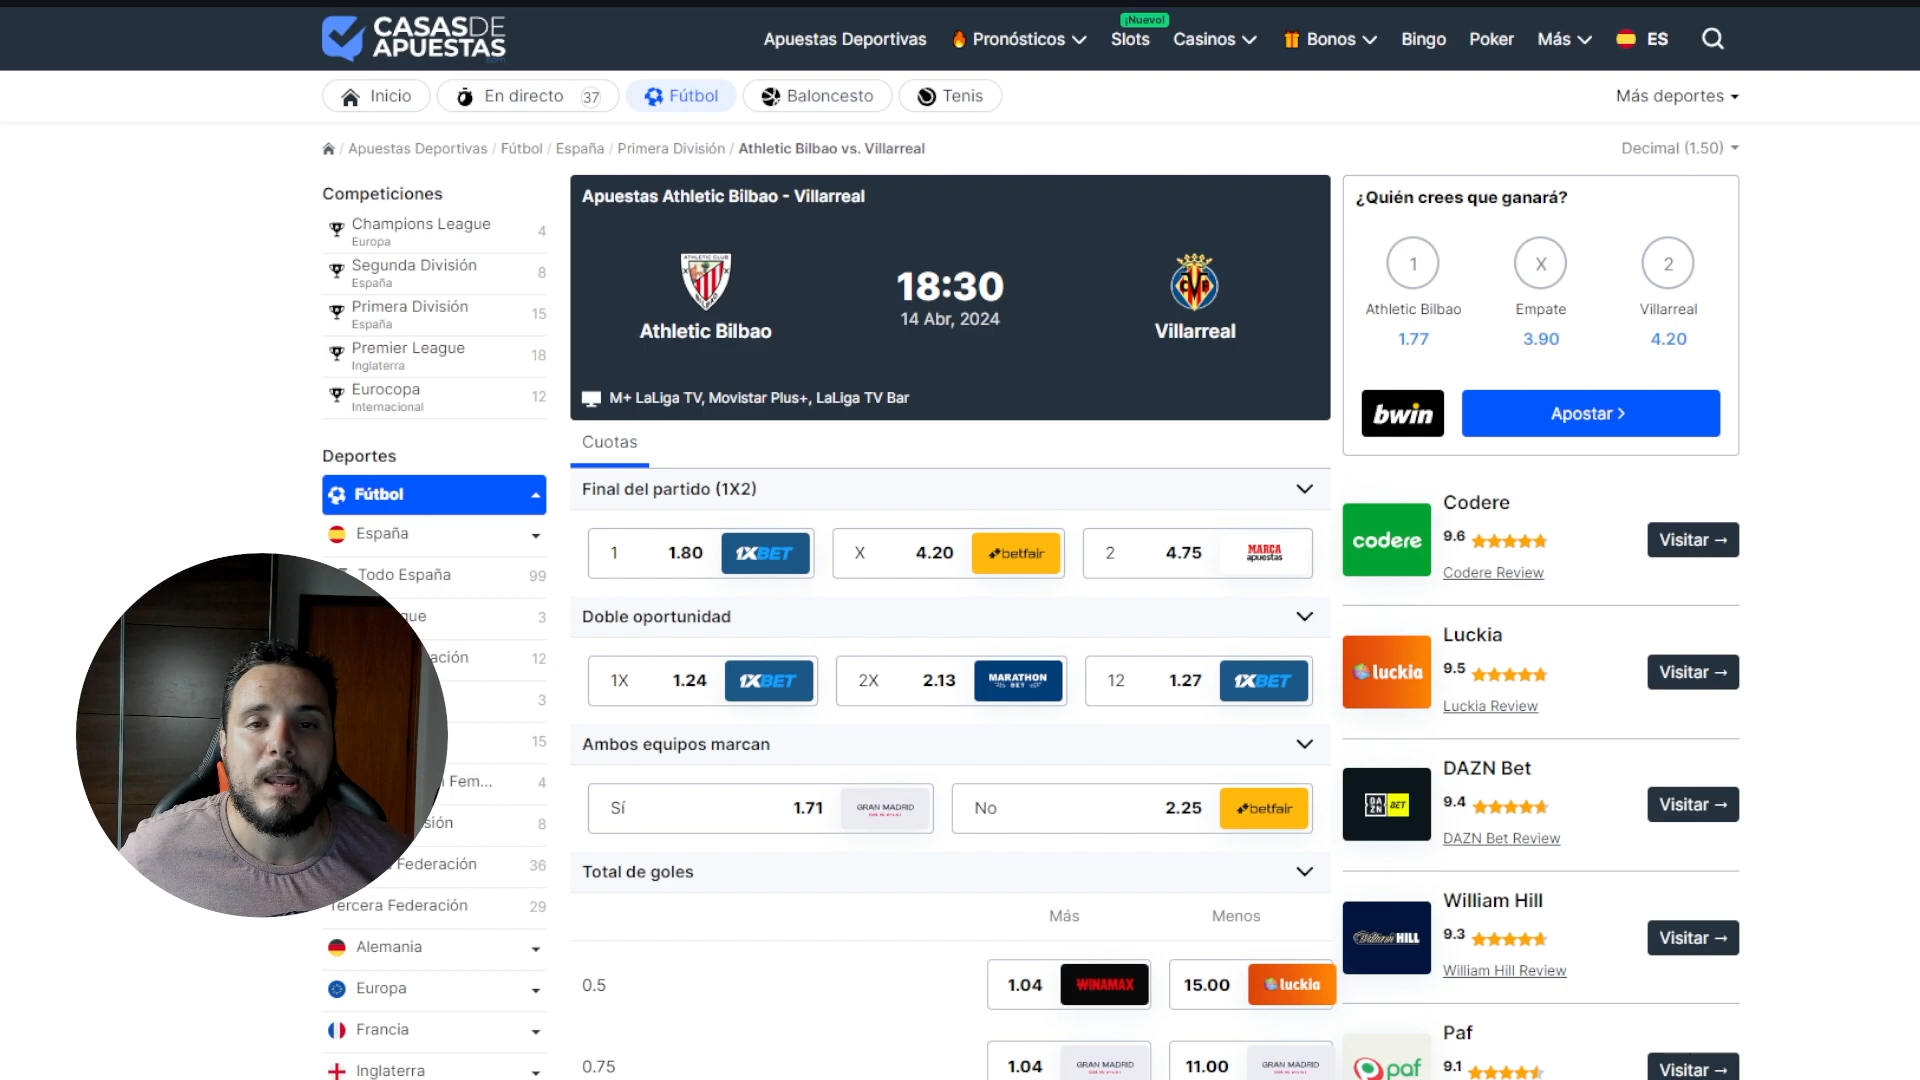 CASASDE
APUESTAS
.com
Apuestas Deportivas
Pronósticos
¡Nuevo!
Slots
Casinos
Bonos
Bingo
Poker
Más
ES
Inicio
En directo 37
Fútbol
Baloncesto
Tenis
Más deportes
/ Apuestas Deportivas / Fútbol / España / Primera División / Athletic Bilbao vs. Villarreal
Decimal (1.50)
Competiciones
Champions League 4
Europa
Segunda División 8
España
Primera División 15
España
Premier League 18
Inglaterra
Eurocopa 12
Internacional
Deportes
Fútbol
España
Todo España 99
gue 3
ación 12
3
15
Fem... 4
sión 8
Federación 36
Tercera Federación 29
Alemania
Europa
Francia
Inglaterra
Apuestas Athletic Bilbao - Villarreal
ATHLETIC CLUB
Athletic Bilbao
18:30
14 Abr, 2024
Villarreal
M+ LaLiga TV, Movistar Plus+, LaLiga TV Bar
Cuotas
Final del partido (1X2)
1 1.80 1XBET
X 4.20 betfair
2 4.75 MARCA apuestas
Doble oportunidad
1X 1.24 1XBET
2X 2.13 MARATHON BET
12 1.27 1XBET
Ambos equipos marcan
Sí 1.71 GRAN MADRID
No 2.25 betfair
Total de goles
Más Menos
0.5 1.04 WINAMAX 15.00 luckia
0.75 1.04 GRAN MADRID 11.00 GRAN MADRID
¿Quién crees que ganará?
1 X 2
Athletic Bilbao Empate Villarreal
1.77 3.90 4.20
bwin Apostar >
codere
Codere
9.6
Codere Review
Visitar →
luckia
Luckia
9.5
Luckia Review
Visitar →
DAZN BET
DAZN Bet
9.4
DAZN Bet Review
Visitar →
William HILL
William Hill
9.3
William Hill Review
Visitar →
paf
Paf
9.1
Visitar →